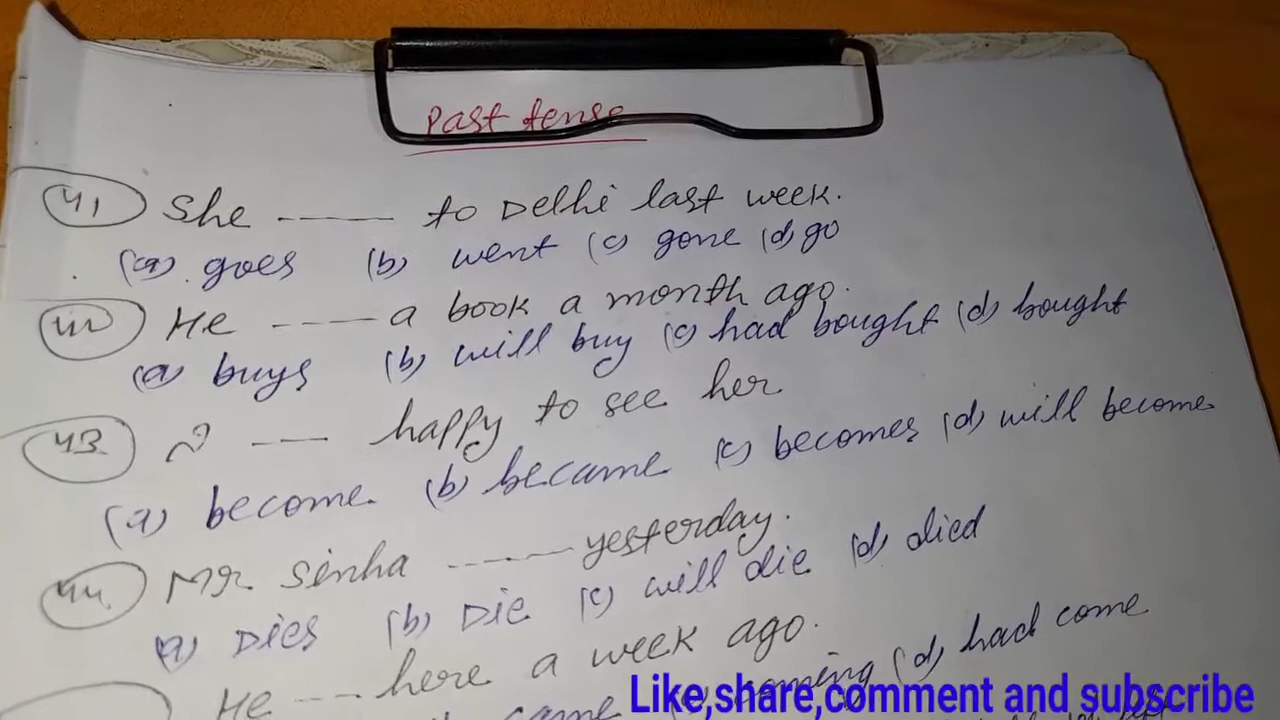 Past tense
41 She ------ to Delhi last week.
(a) goes (b) went (c) gone (d) go
He ----- a book a month ago.
(a) buys (b) will buy (c) had bought (d) bought
43. I ---- happy to see her
(a) become. (b) became (c) becomes (d) will become
44. Mr. Sinha ------ yesterday.
(a) Dies (b) Die (c) will die (d) died
He ---- here a week ago.
came coming (d) had come
Like,share,comment and subscribe